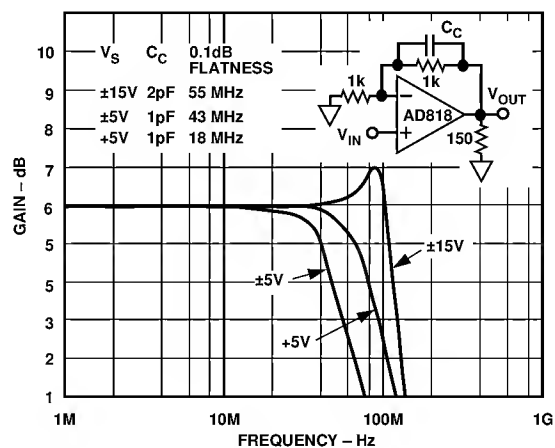 V_S C_C 0.1dB FLATNESS
±15V 2pF 55 MHz
±5V 1pF 43 MHz
+5V 1pF 18 MHz
C_C
1k
1k
AD818
V_OUT
V_IN
150
−
+
±15V
±5V
+5V
GAIN – dB
10
9
8
7
6
5
5
3
2
1
1M 10M 100M 1G
FREQUENCY – Hz